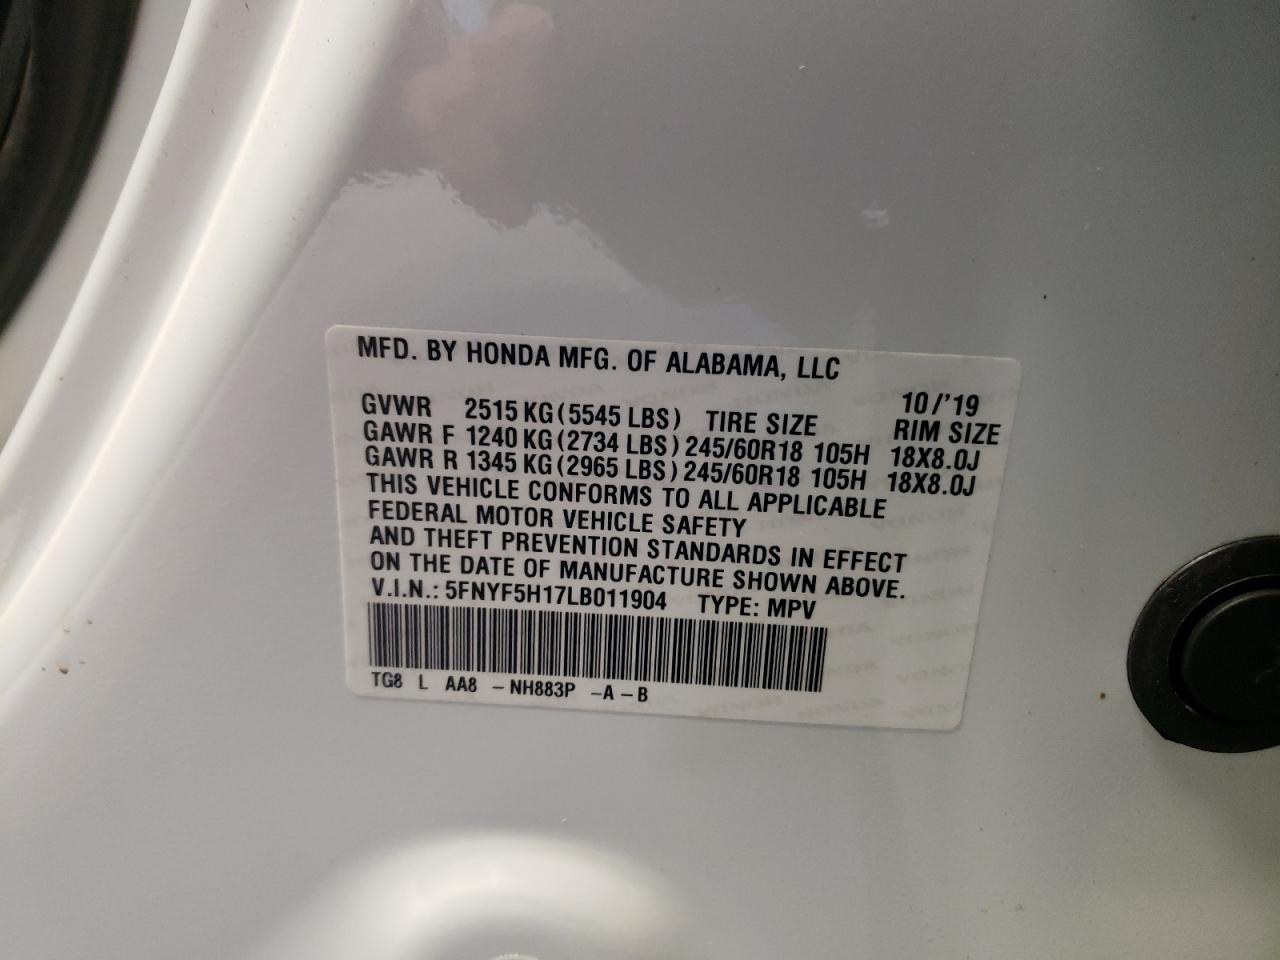 MFD. BY HONDA MFG. OF ALABAMA, LLC
10/'19
GVWR 2515 KG (5545 LBS) TIRE SIZE RIM SIZE
GAWR F 1240 KG (2734 LBS) 245/60R18 105H 18X8.0J
GAWR R 1345 KG (2965 LBS) 245/60R18 105H 18X8.0J
THIS VEHICLE CONFORMS TO ALL APPLICABLE
FEDERAL MOTOR VEHICLE SAFETY
AND THEFT PREVENTION STANDARDS IN EFFECT
ON THE DATE OF MANUFACTURE SHOWN ABOVE.
V.I.N.: 5FNYF5H17LB011904 TYPE: MPV
TG8 L AA8 - NH883P - A - B